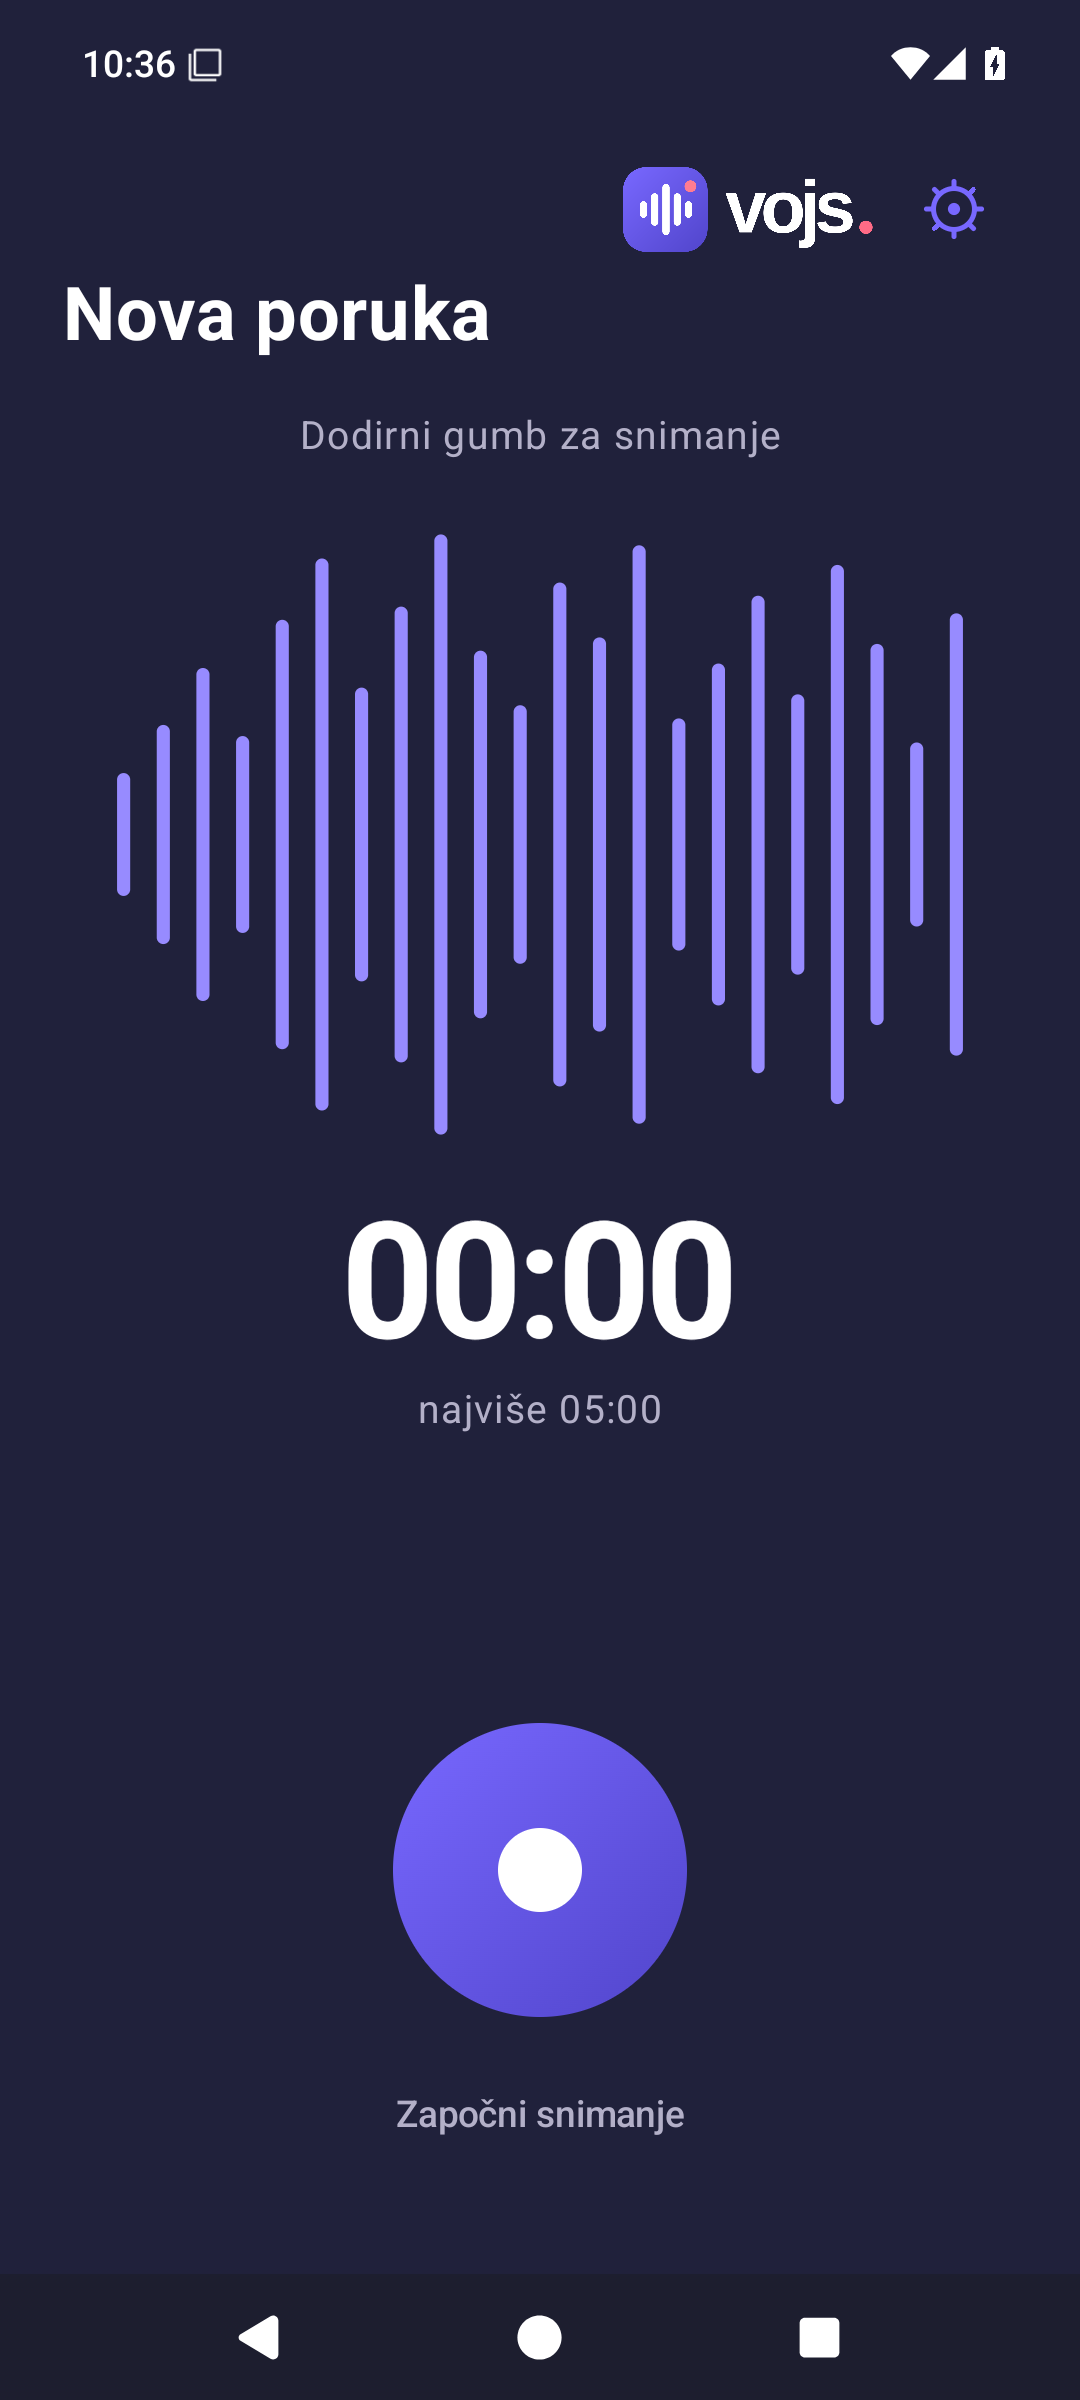 10:36
vojs.
Nova poruka
Dodirni gumb za snimanje
00:00
najviše 05:00
Započni snimanje